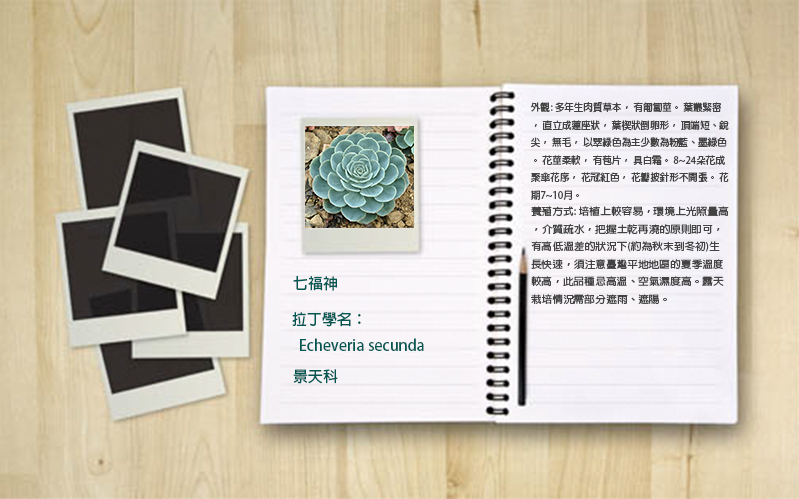 七福神
拉丁學名：
Echeveria secunda
景天科
外觀: 多年生肉質草本，有匍匐莖。葉叢緊密
，直立成蓮座狀，葉楔狀倒卵形，頂端短、銳
尖，無毛，以翠綠色為主少數為粉藍、墨綠色
。花莖柔軟，有苞片，具白霜。8~24朵花成
聚傘花序，花冠紅色，花瓣披針形不開張。花
期7~10月。
養殖方式: 培植上較容易，環境上光照量高
，介質疏水，把握土乾再澆的原則即可，
有高低溫差的狀況下(約為秋末到冬初)生
長快速，須注意臺灣平地地區的夏季溫度
較高，此品種忌高溫、空氣濕度高。露天
栽培情況需部分遮雨、遮陽。